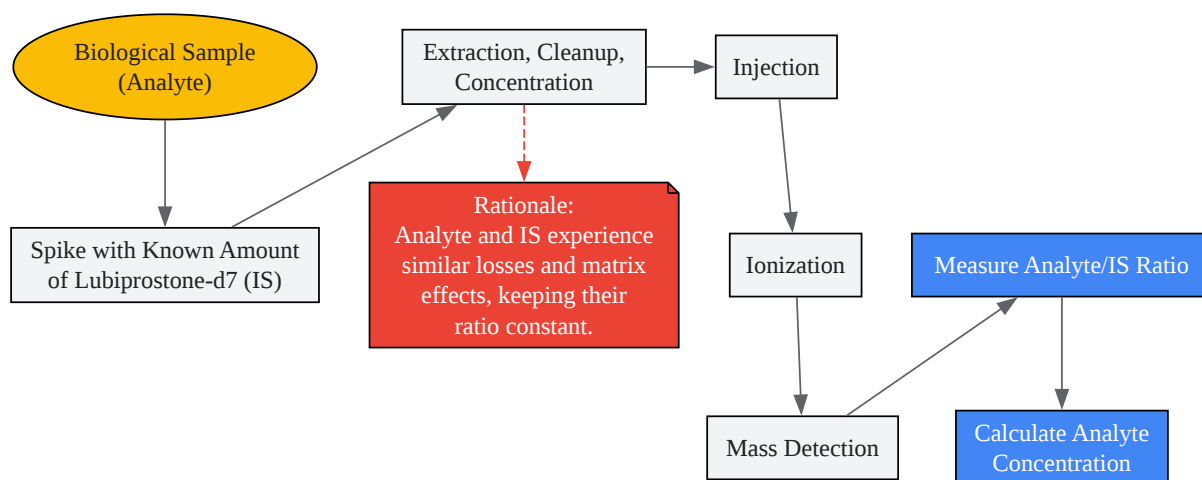 Biological Sample
(Analyte)
Spike with Known Amount
of Lubiprostone-d7 (IS)
Extraction, Cleanup,
Concentration
Rationale:
Analyte and IS experience
similar losses and matrix
effects, keeping their
ratio constant.
Injection
Ionization
Mass Detection
Measure Analyte/IS Ratio
Calculate Analyte
Concentration